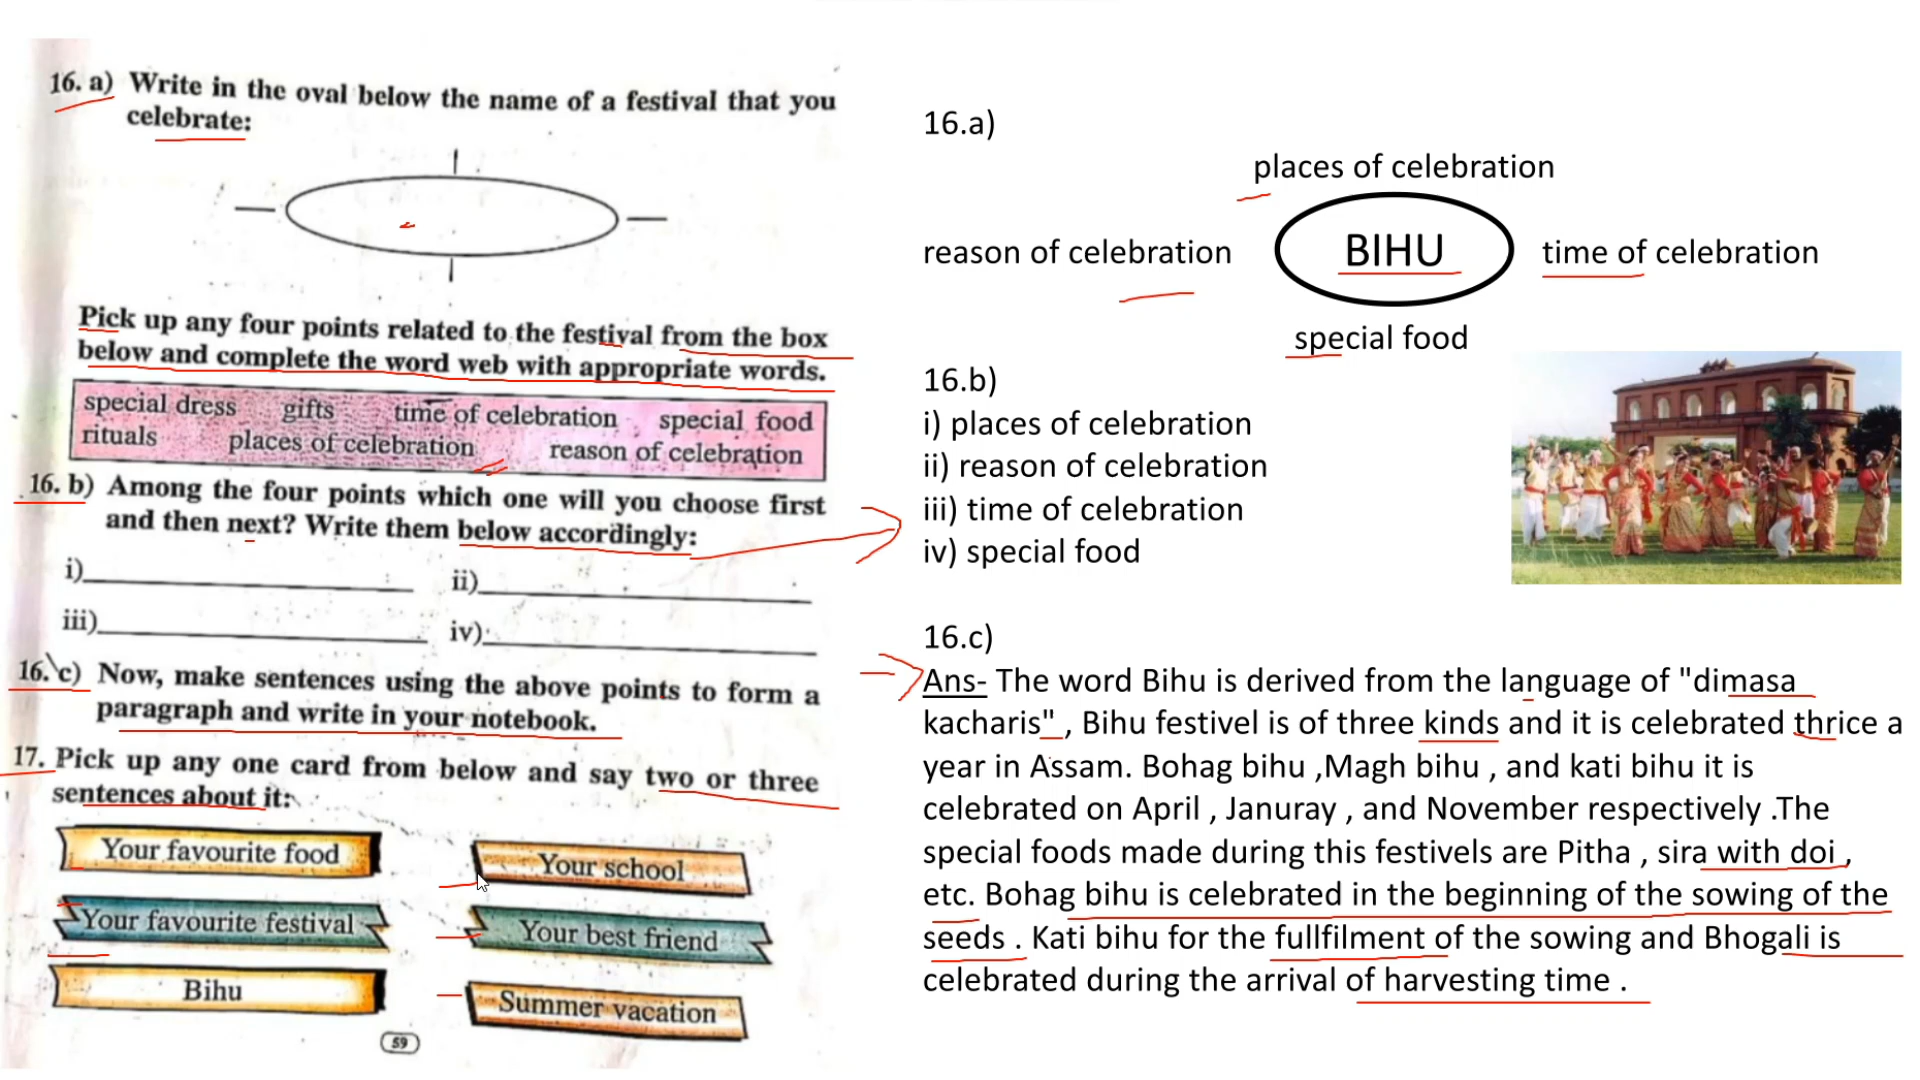 16. a) Write in the oval below the name of a festival that you
celebrate:
Pick up any four points related to the festival from the box
below and complete the word web with appropriate words.
special dress gifts time of celebration special food
rituals places of celebration reason of celebration
16. b) Among the four points which one will you choose first
and then next? Write them below accordingly:
i) ii)
iii) iv)
16. c) Now, make sentences using the above points to form a
paragraph and write in your notebook.
17. Pick up any one card from below and say two or three
sentences about it:
Your favourite food Your school
Your favourite festival Your best friend
Bihu Summer vacation
59
16.a)
places of celebration
reason of celebration BIHU time of celebration
special food
16.b)
i) places of celebration
ii) reason of celebration
iii) time of celebration
iv) special food
16.c)
Ans- The word Bihu is derived from the language of "dimasa
kacharis" , Bihu festivel is of three kinds and it is celebrated thrice a
year in Assam. Bohag bihu ,Magh bihu , and kati bihu it is
celebrated on April , Januray , and November respectively .The
special foods made during this festivels are Pitha , sira with doi ,
etc. Bohag bihu is celebrated in the beginning of the sowing of the
seeds . Kati bihu for the fullfilment of the sowing and Bhogali is
celebrated during the arrival of harvesting time .